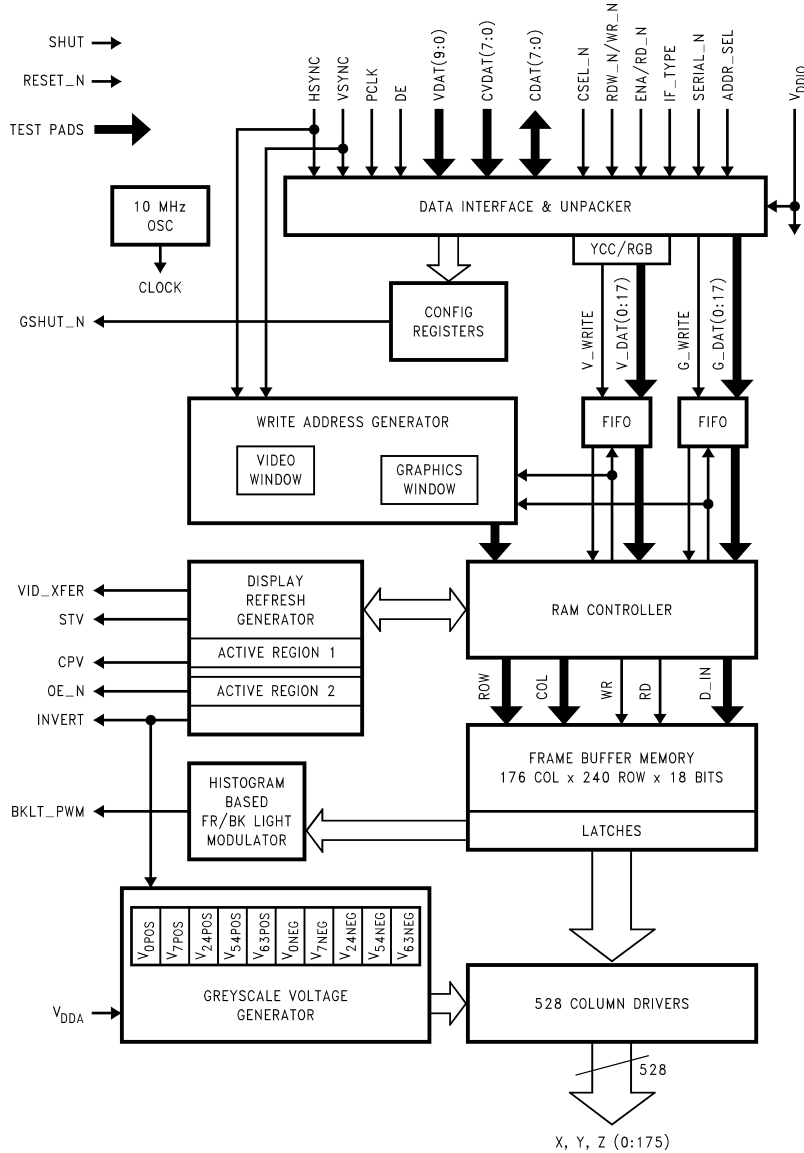 SHUT
RESET_N
TEST PADS
HSYNC
VSYNC
PCLK
DE
VDAT(9:0)
CVDAT(7:0)
CDAT(7:0)
CSEL_N
RDW_N/WR_N
ENA/RD_N
IF_TYPE
SERIAL_N
ADDR_SEL
VDDIO
DATA INTERFACE & UNPACKER
10 MHz
OSC
CLOCK
YCC/RGB
GSHUT_N
CONFIG
REGISTERS
V_WRITE
V_DAT(0:17)
G_WRITE
G_DAT(0:17)
WRITE ADDRESS GENERATOR
FIFO
FIFO
VIDEO
WINDOW
GRAPHICS
WINDOW
VID_XFER
STV
CPV
OE_N
INVERT
DISPLAY
REFRESH
GENERATOR
ACTIVE REGION 1
ACTIVE REGION 2
RAM CONTROLLER
ROW
COL
WR
RD
D_IN
FRAME BUFFER MEMORY
176 COL x 240 ROW x 18 BITS
LATCHES
BKLT_PWM
HISTOGRAM
BASED
FR/BK LIGHT
MODULATOR
V0POS
V7POS
V24POS
V54POS
V63POS
V0NEG
V7NEG
V24NEG
V54NEG
V63NEG
GREYSCALE VOLTAGE
GENERATOR
VDDA
528 COLUMN DRIVERS
528
X, Y, Z (0:175)